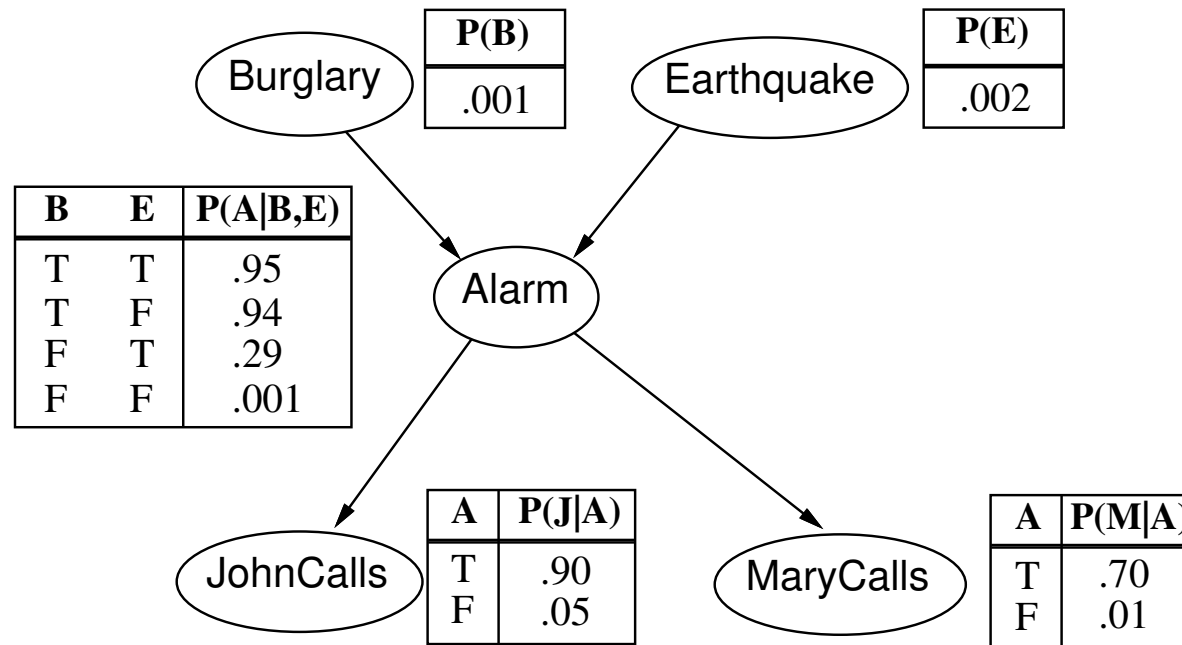 P(B)
.001
Burglary
P(E)
.002
Earthquake
B E P(A|B,E)
T T .95
T F .94
F T .29
F F .001
Alarm
A P(J|A)
T .90
F .05
JohnCalls
A P(M|A)
T .70
F .01
MaryCalls